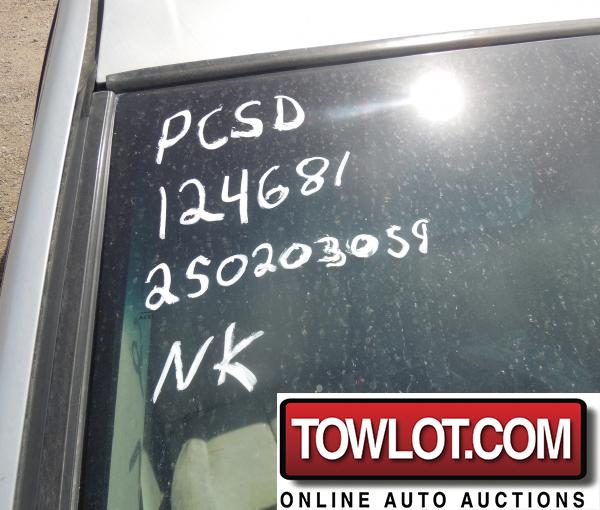 PCSD
124681
250203059
NK
TOWLOT.COM
ONLINE AUTO AUCTIONS